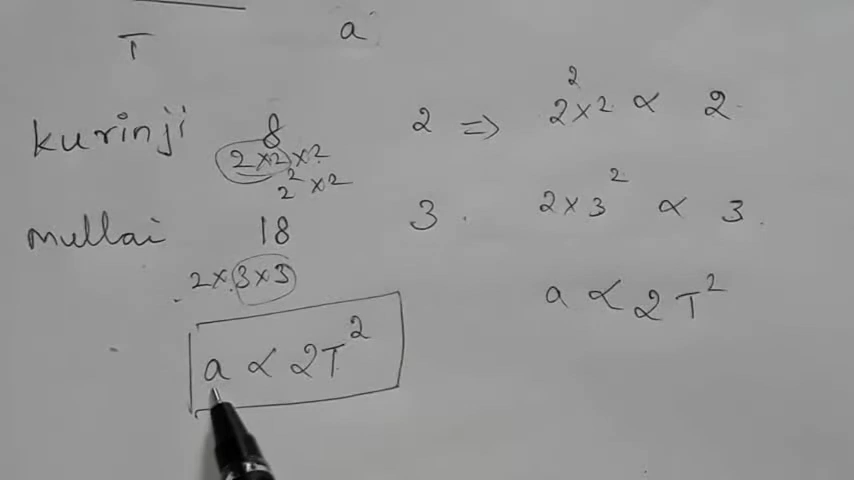 T a
kurinji 8 2 ⇒ 2² × 2 ∝ 2
2×2×2
2² × 2
mullai 18 3 . 2 × 3² ∝ 3 .
2×3×3
a ∝ 2T²
a ∝ 2T²